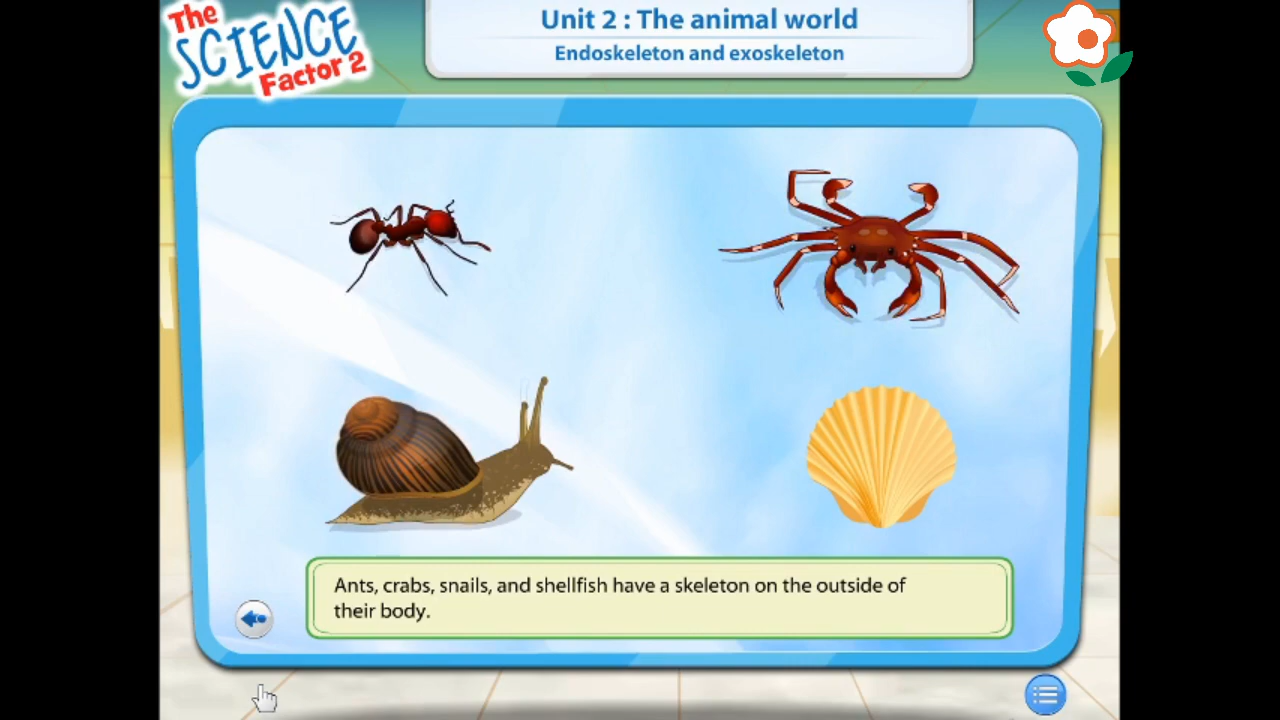 The
SCIENCE
Factor 2
Unit 2 : The animal world
Endoskeleton and exoskeleton
Ants, crabs, snails, and shellfish have a skeleton on the outside of
their body.